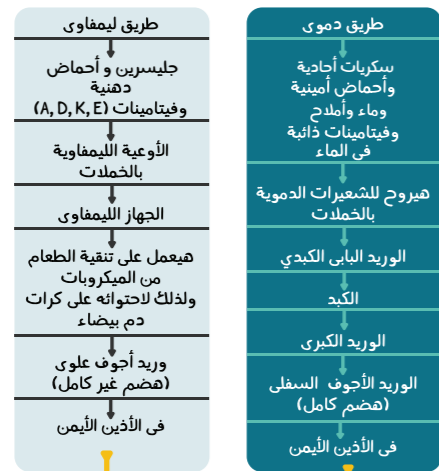 طريق دموى
سكريات أحادية
وأحماض أمينية
وماء وأملاح
وفيتامينات ذائبة
فى الماء
هيروح للشعيرات الدموية
بالخملات
الوريد البابى الكبدي
الكبد
الوريد الكبرى
الوريد الأجوف السفلى
(هضم كامل)
فى الأذين الأيمن
طريق ليمفاوى
جليسرين و أحماض
دهنية
وفيتامينات (A, D, K, E)
الأوعية الليمفاوية
بالخملات
الجهاز الليمفاوى
هيعمل على تنقية الطعام
من الميكروبات
ولذلك لاحتوائه على كرات
دم بيضاء
وريد أجوف علوى
(هضم غير كامل)
فى الأذين الأيمن